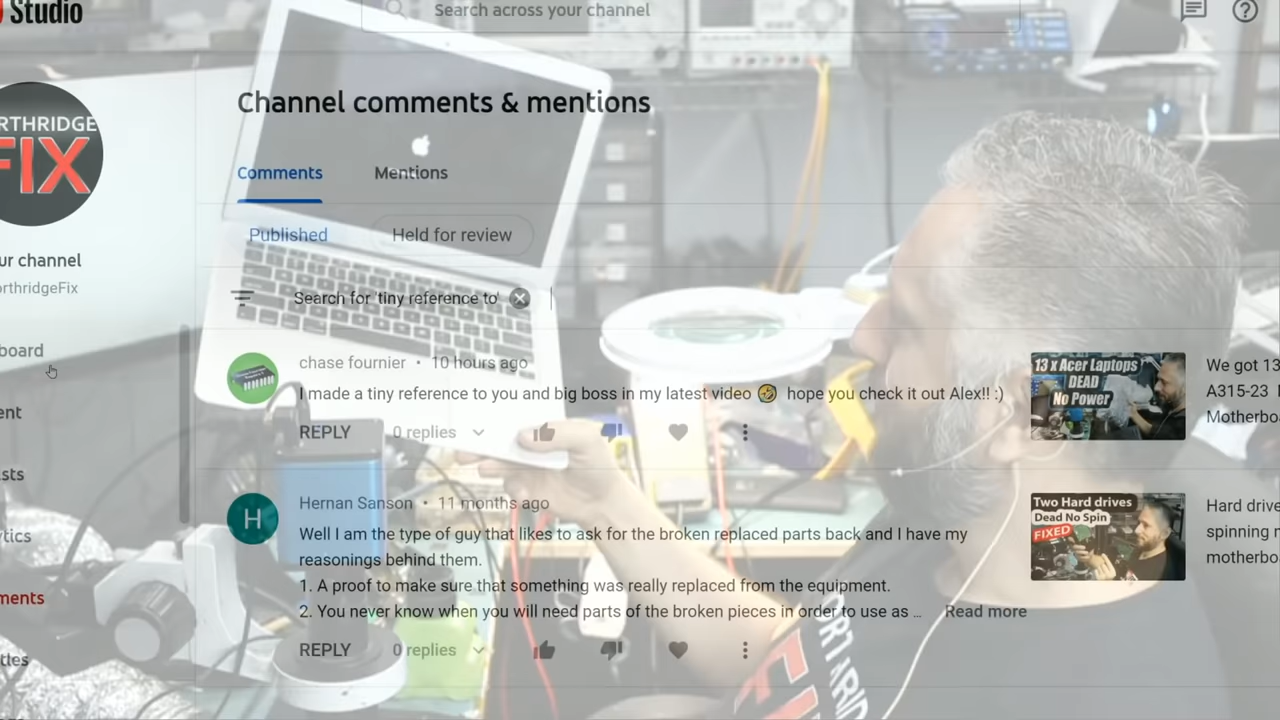 Studio
Search across your channel
RTHRIDGE
FIX
Channel comments & mentions
Comments
Mentions
Published
Held for review
ur channel
orthridgeFix
Search for 'tiny reference to'
board
chase fournier • 10 hours ago
I made a tiny reference to you and big boss in my latest video 🤣 hope you check it out Alex!! :)
REPLY
0 replies
13 x Acer Laptops
DEAD
No Power
We got 13
A315-23
Motherbo
ent
sts
ytics
ments
Hernan Sanson • 11 months ago
Well I am the type of guy that likes to ask for the broken replaced parts back and I have my
reasonings behind them.
1. A proof to make sure that something was really replaced from the equipment.
2. You never know when you will need parts of the broken pieces in order to use as ...
Read more
REPLY
0 replies
Two Hard drives
Dead No Spin
FIXED
Hard drive
spinning r
motherbo
tles